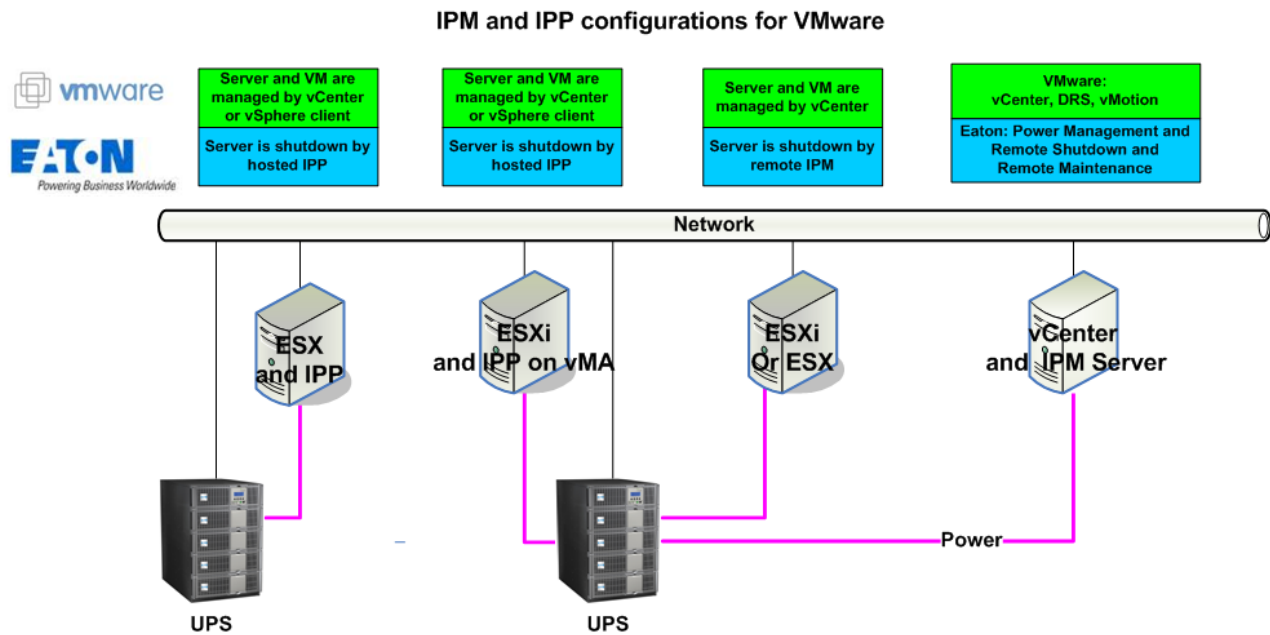 IPM and IPP configurations for VMware
vmware
EATON
Powering Business Worldwide
Server and VM are
managed by vCenter
or vSphere client
Server is shutdown by
hosted IPP
Server and VM are
managed by vCenter
or vSphere client
Server is shutdown by
hosted IPP
Server and VM are
managed by vCenter
Server is shutdown by
remote IPM
VMware:
vCenter, DRS, vMotion
Eaton: Power Management and
Remote Shutdown and
Remote Maintenance
Network
ESX
and IPP
ESXi
and IPP on vMA
ESXi
Or ESX
vCenter
and IPM Server
Power
UPS
UPS